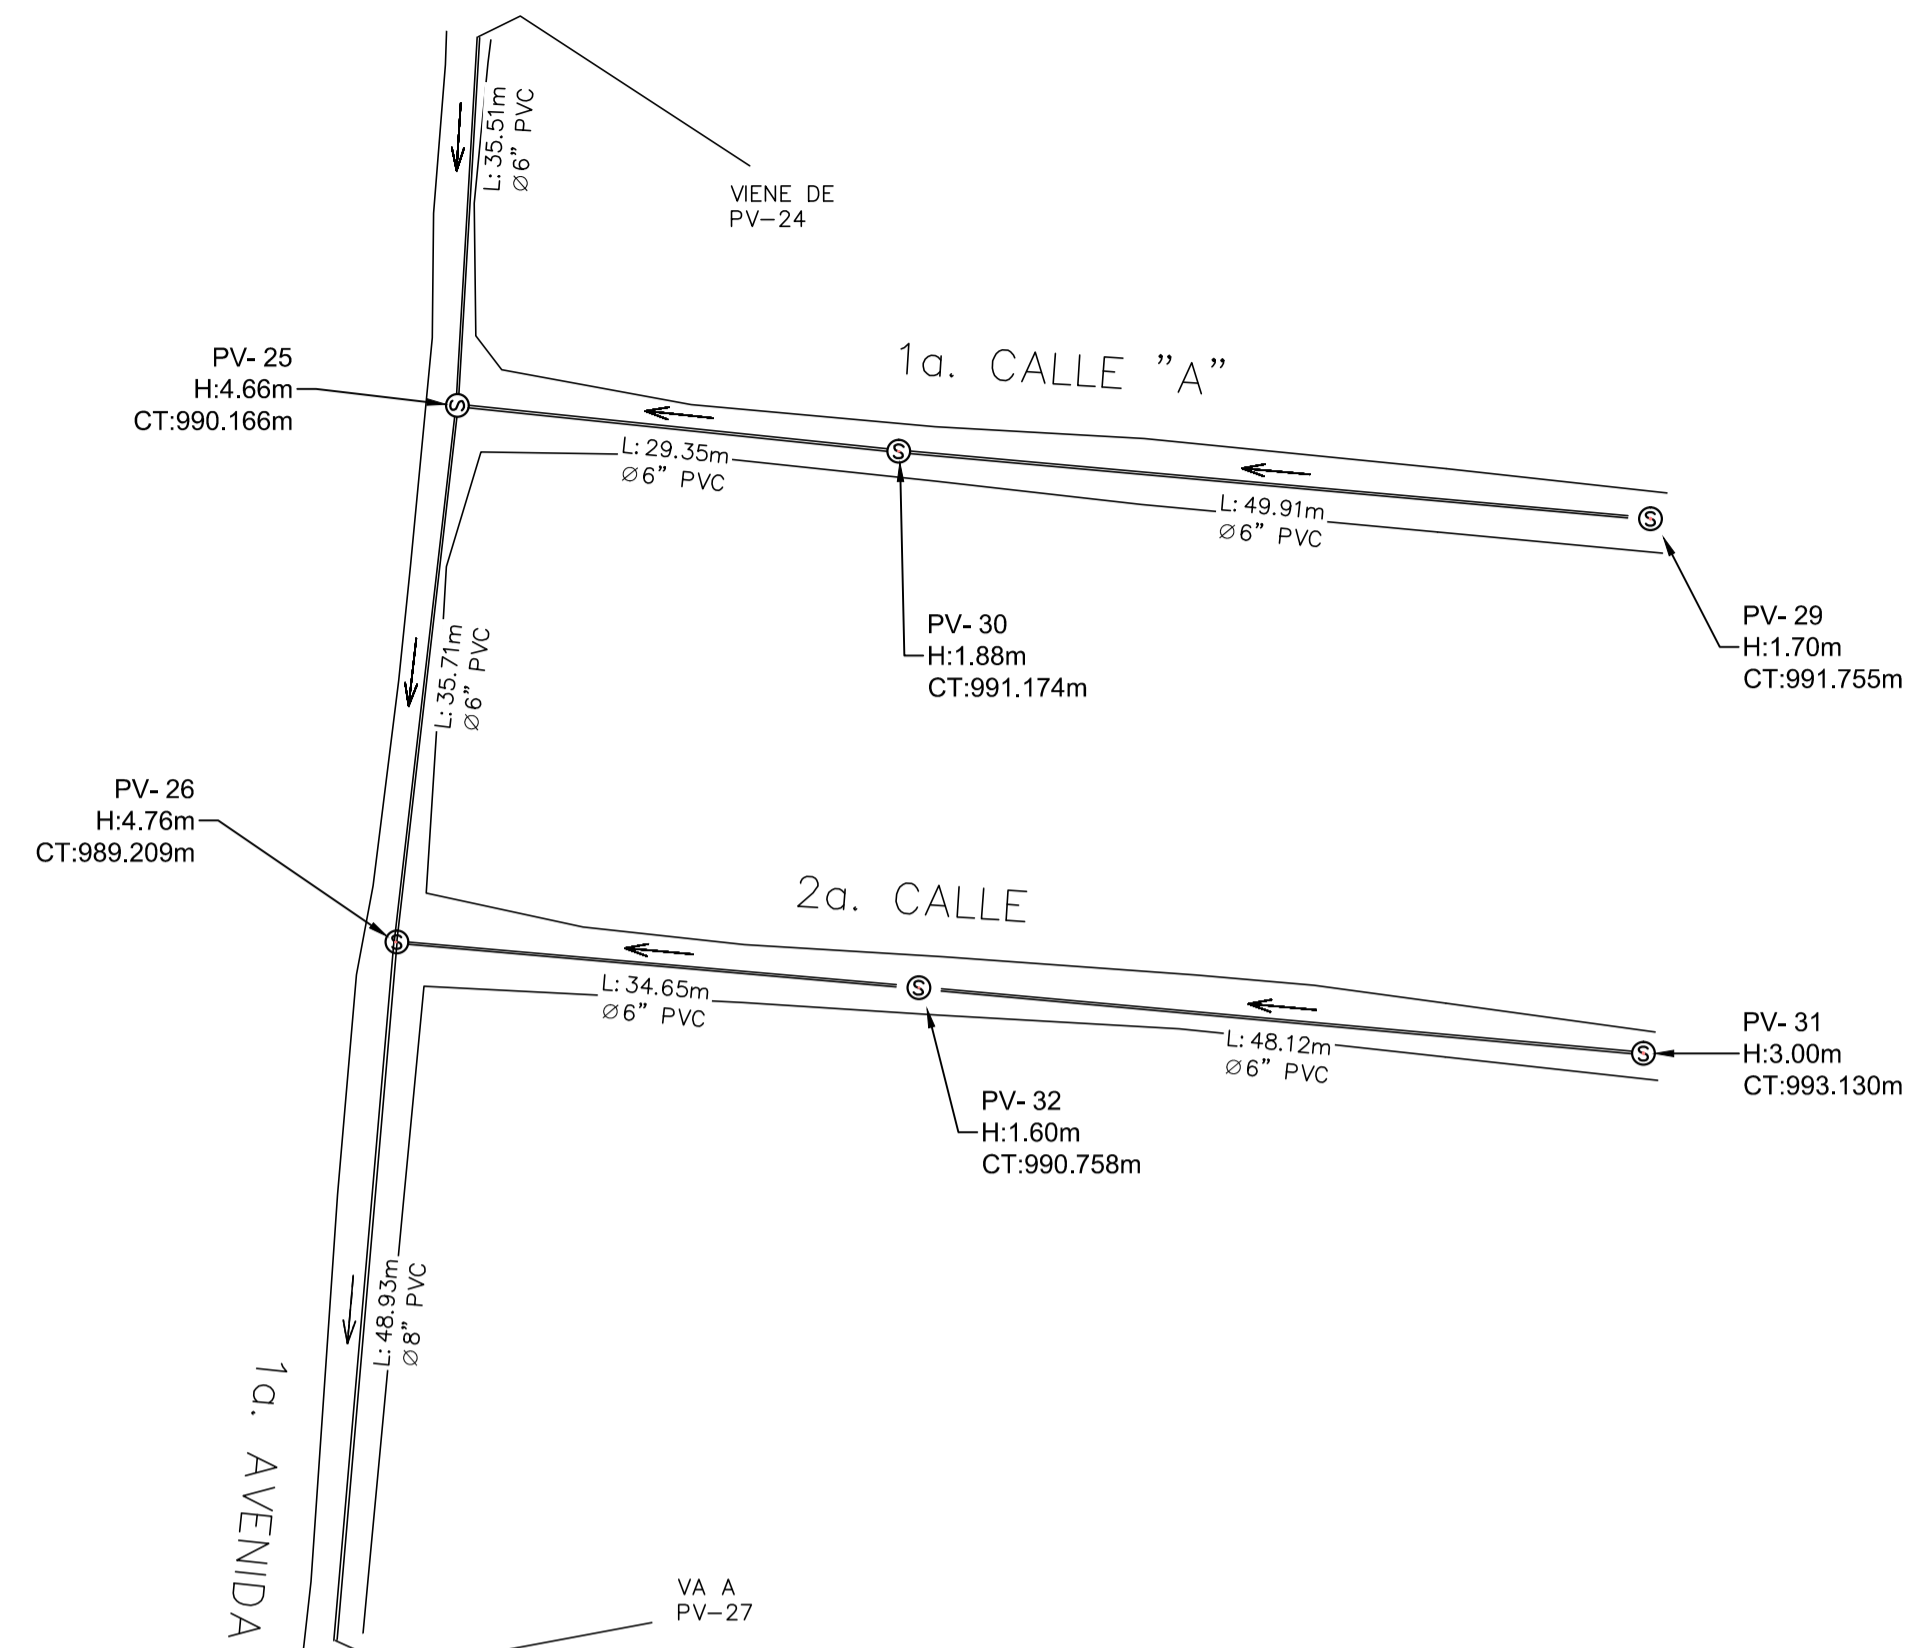 L: 35.51m
Ø6" PVC
VIENE DE
PV-24
PV- 25
H:4.66m
CT:990.166m
1a. CALLE "A"
S
S
L: 29.35m
Ø6" PVC
L: 49.91m
Ø6" PVC
S
PV- 30
H:1.88m
CT:991.174m
PV- 29
H:1.70m
CT:991.755m
L: 35.71m
Ø6" PVC
PV- 26
H:4.76m
CT:989.209m
2a. CALLE
S
S
L: 34.65m
Ø6" PVC
L: 48.12m
Ø6" PVC
S
PV- 31
H:3.00m
CT:993.130m
PV- 32
H:1.60m
CT:990.758m
L: 48.93m
Ø8" PVC
1a. AVENIDA
VA A
PV-27